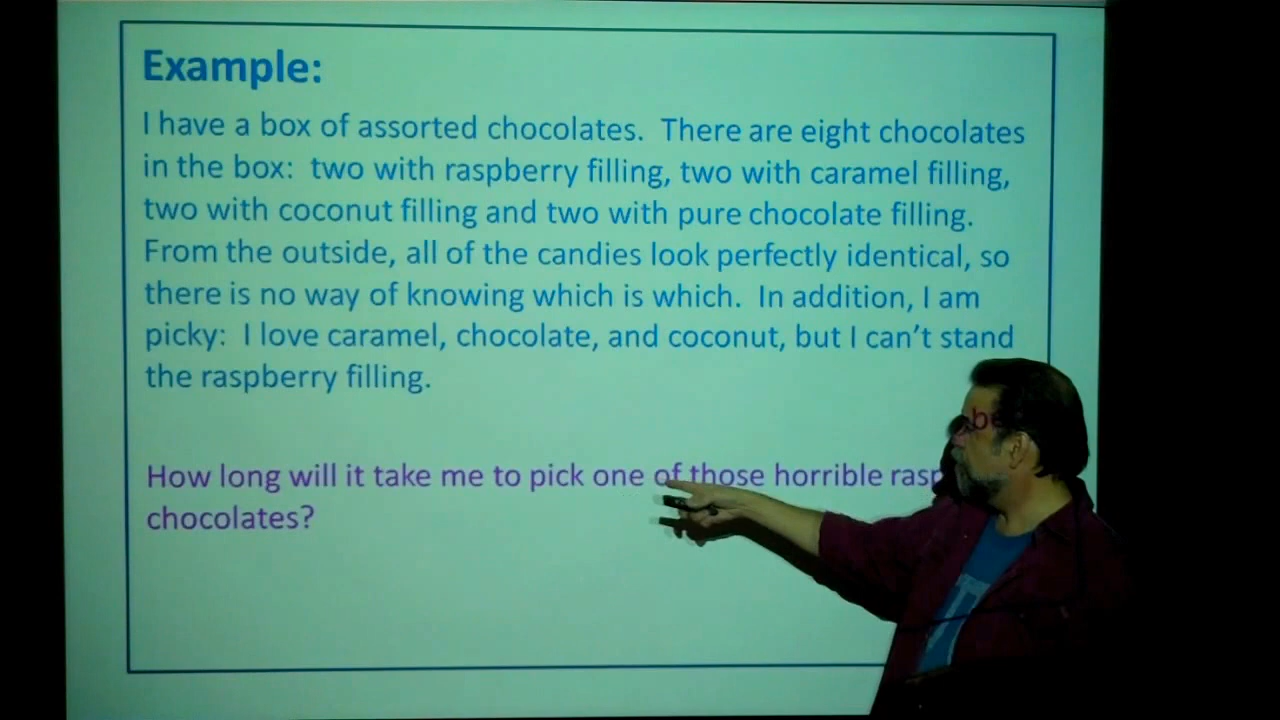 Example:
I have a box of assorted chocolates. There are eight chocolates
in the box: two with raspberry filling, two with caramel filling,
two with coconut filling and two with pure chocolate filling.
From the outside, all of the candies look perfectly identical, so
there is no way of knowing which is which. In addition, I am
picky: I love caramel, chocolate, and coconut, but I can't stand
the raspberry filling.
How long will it take me to pick one of those horrible
chocolates?